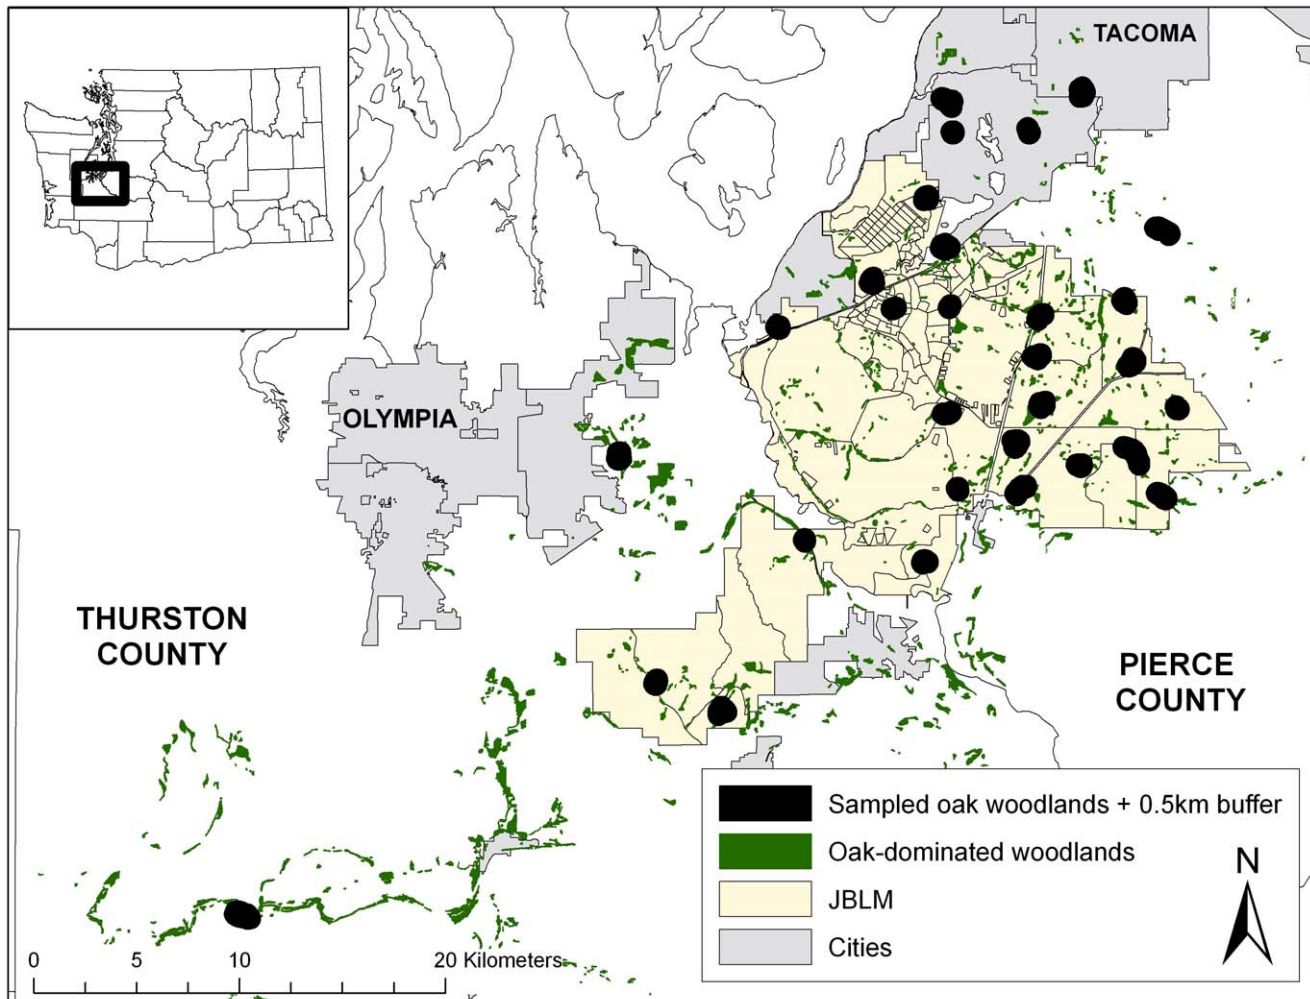 TACOMA
OLYMPIA
THURSTON
COUNTY
PIERCE
COUNTY
Sampled oak woodlands + 0.5km buffer
Oak-dominated woodlands
JBLM
Cities
N
0 5 10 20 Kilometers